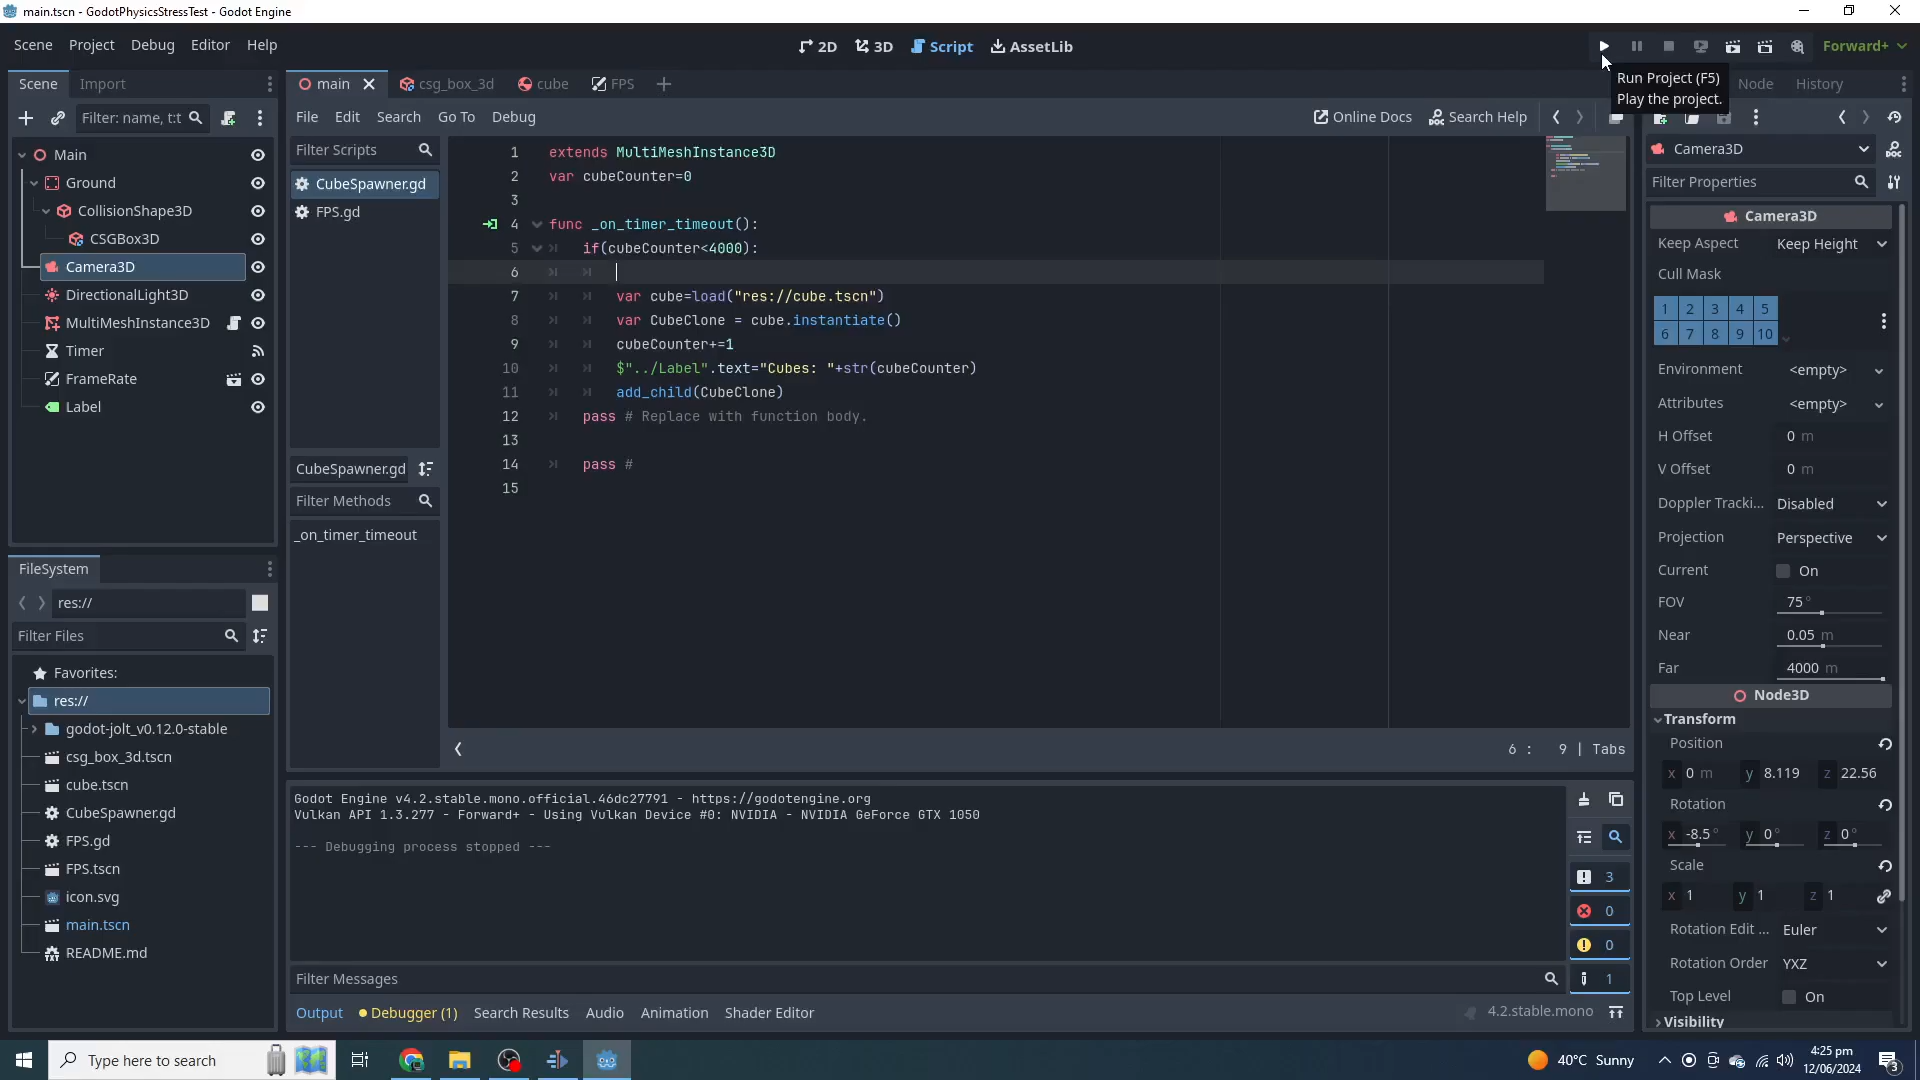 main.tscn - GodotPhysicsStressTest - Godot Engine
Scene Project Debug Editor Help
2D 3D Script AssetLib
Forward+
Run Project (F5)
Play the project.
Scene Import
main csg_box_3d cube FPS
Node History
Filter: name, t:t
File Edit Search Go To Debug
Online Docs Search Help
Main
Ground
CollisionShape3D
CSGBox3D
Camera3D
DirectionalLight3D
MultiMeshInstance3D
Timer
FrameRate
Label
Filter Scripts
CubeSpawner.gd
FPS.gd
CubeSpawner.gd
Filter Methods
_on_timer_timeout
1 extends MultiMeshInstance3D
2 var cubeCounter=0
3
4 func _on_timer_timeout():
5 if(cubeCounter<4000):
6
7 var cube=load("res://cube.tscn")
8 var CubeClone = cube.instantiate()
9 cubeCounter+=1
10 $"../Label".text="Cubes: "+str(cubeCounter)
11 add_child(CubeClone)
12 pass # Replace with function body.
13
14 pass #
15
6 : 9 | Tabs
FileSystem
res://
Filter Files
Favorites:
res://
godot-jolt_v0.12.0-stable
csg_box_3d.tscn
cube.tscn
CubeSpawner.gd
FPS.gd
FPS.tscn
icon.svg
main.tscn
README.md
Godot Engine v4.2.stable.mono.official.46dc27791 - https://godotengine.org
Vulkan API 1.3.277 - Forward+ - Using Vulkan Device #0: NVIDIA - NVIDIA GeForce GTX 1050
--- Debugging process stopped ---
3
0
0
1
Filter Messages
Output Debugger (1) Search Results Audio Animation Shader Editor
4.2.stable.mono
Camera3D
Filter Properties
Camera3D
Keep Aspect Keep Height
Cull Mask
1 2 3 4 5
6 7 8 9 10
Environment <empty>
Attributes <empty>
H Offset 0 m
V Offset 0 m
Doppler Tracki... Disabled
Projection Perspective
Current On
FOV 75 °
Near 0.05 m
Far 4000 m
Node3D
Transform
Position
x 0 m y 8.119 z 22.56
Rotation
x -8.5 ° y 0 ° z 0 °
Scale
x 1 y 1 z 1
Rotation Edit ... Euler
Rotation Order YXZ
Top Level On
Visibility
Type here to search
40°C Sunny
4:25 pm
12/06/2024
3